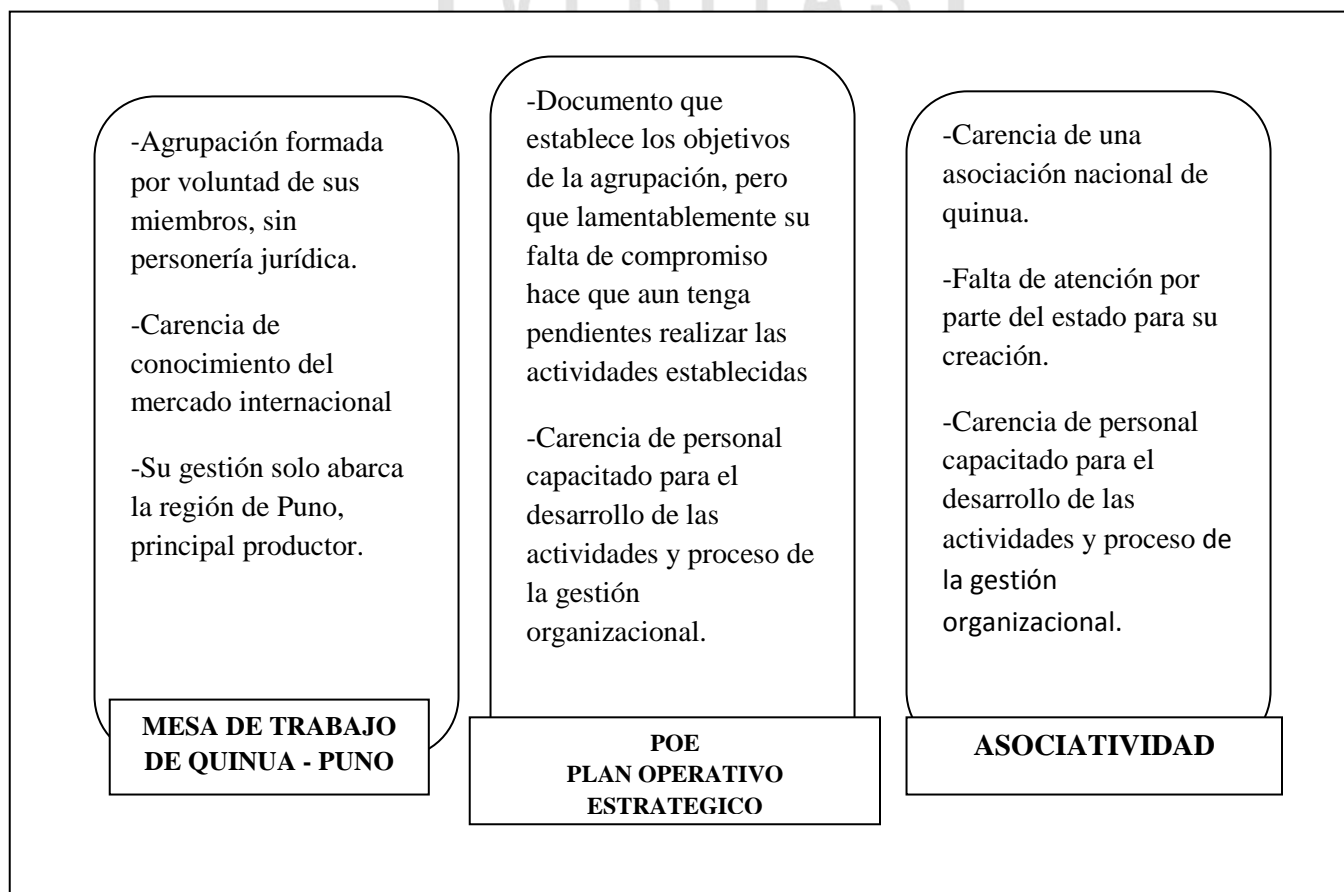 -Agrupación formada
por voluntad de sus
miembros, sin
personería jurídica.
-Carencia de
conocimiento del
mercado internacional
-Su gestión solo abarca
la región de Puno,
principal productor.
MESA DE TRABAJO
DE QUINUA - PUNO
-Documento que
establece los objetivos
de la agrupación, pero
que lamentablemente su
falta de compromiso
hace que aun tenga
pendientes realizar las
actividades establecidas
-Carencia de personal
capacitado para el
desarrollo de las
actividades y proceso de
la gestión
organizacional.
POE
PLAN OPERATIVO
ESTRATEGICO
-Carencia de una
asociación nacional de
quinua.
-Falta de atención por
parte del estado para su
creación.
-Carencia de personal
capacitado para el
desarrollo de las
actividades y proceso de
la gestión
organizacional.
ASOCIATIVIDAD